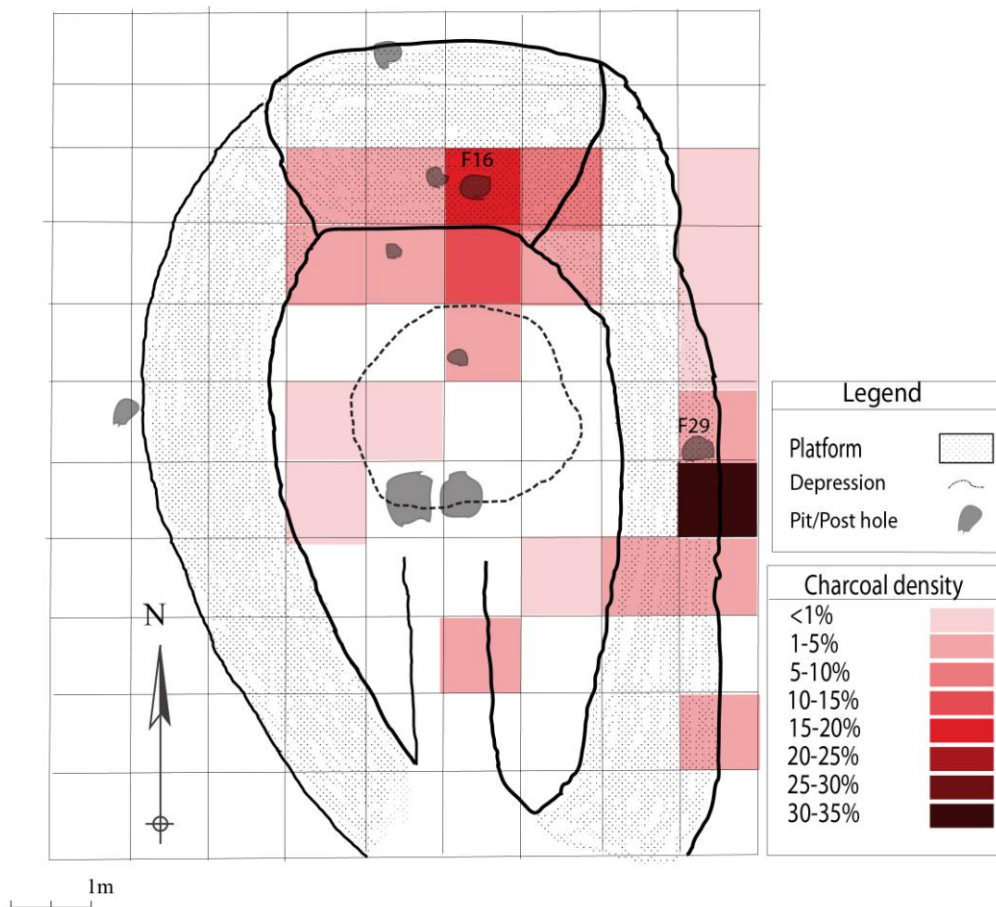 F16
F29
N
1m
Legend
Platform
Depression
Pit/Post hole
Charcoal density
<1%
1-5%
5-10%
10-15%
15-20%
20-25%
25-30%
30-35%